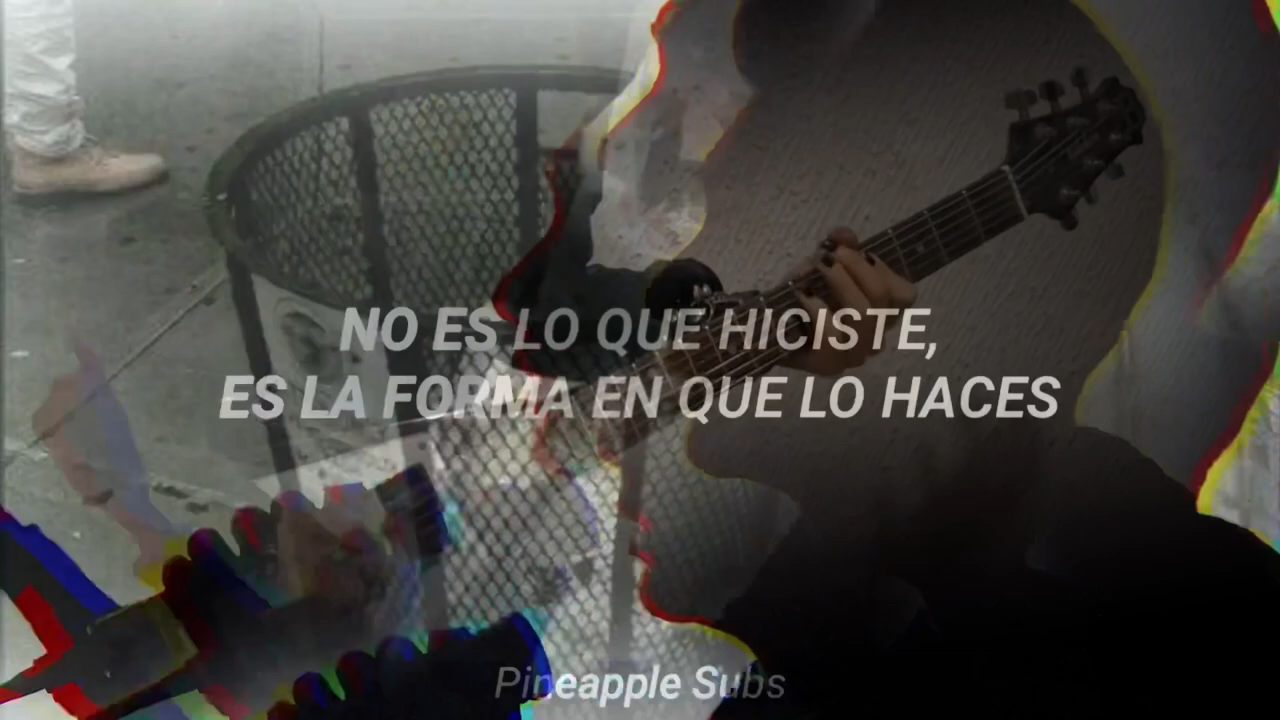 NO ES LO QUE HICISTE,
ES LA FORMA EN QUE LO HACES
Pineapple Subs